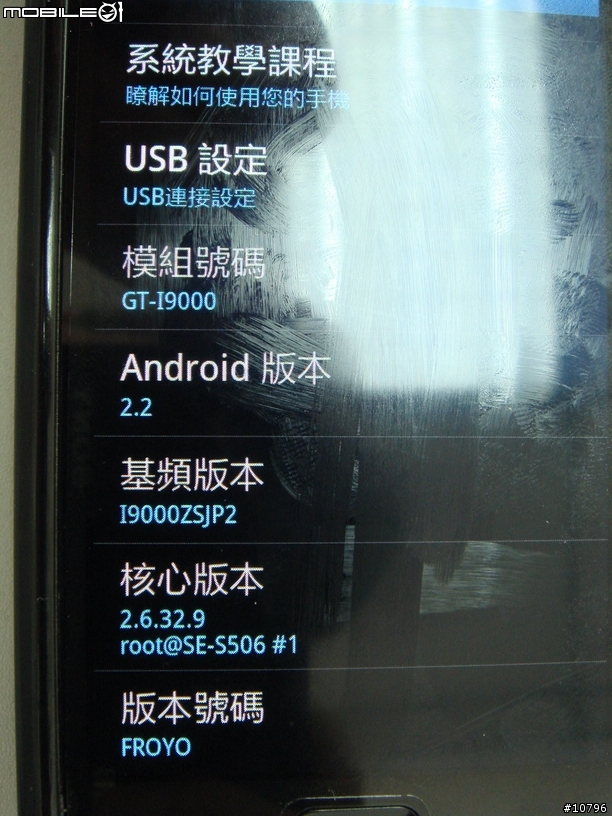 MOBILE01
系統教學課程
瞭解如何使用您的手機
USB 設定
USB連接設定
模組號碼
GT-I9000
Android 版本
2.2
基頻版本
I9000ZSJP2
核心版本
2.6.32.9
root@SE-S506 #1
版本號碼
FROYO
#10796